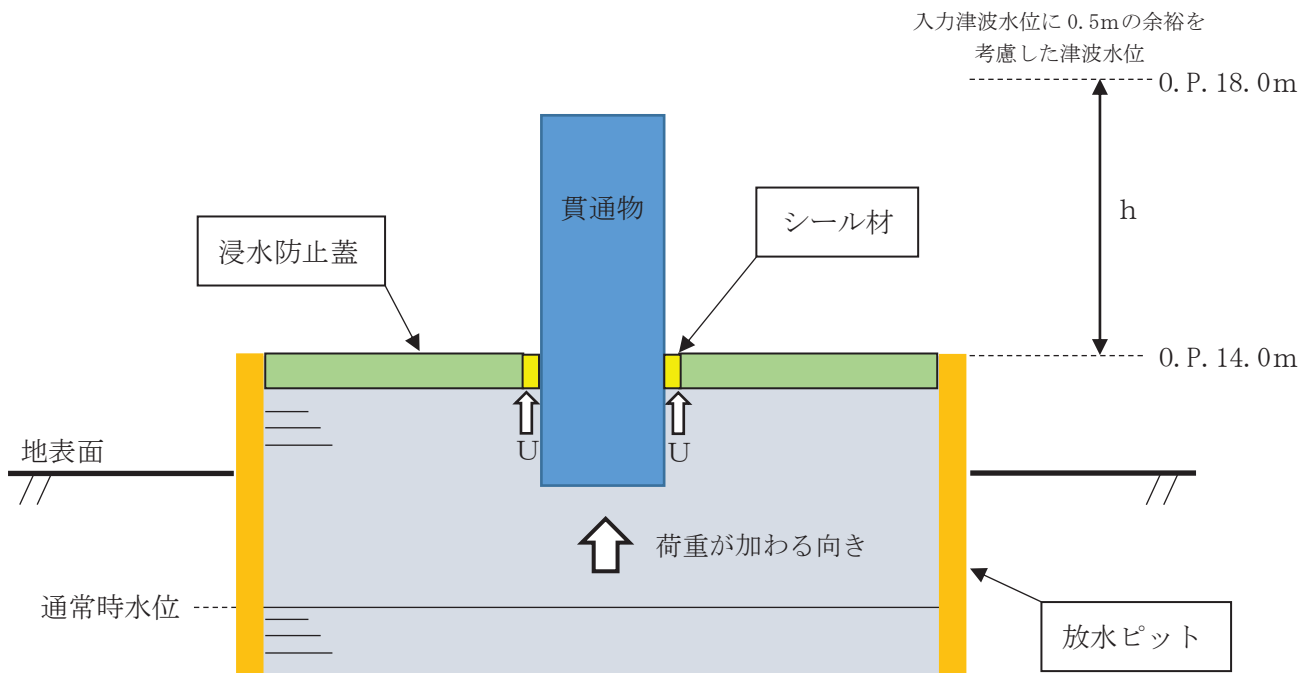 入力津波水位に 0.5mの余裕を
考慮した津波水位
O.P.18.0m
貫通物
シール材
h
浸水防止蓋
O.P.14.0m
地表面
U
U
荷重が加わる向き
通常時水位
放水ピット